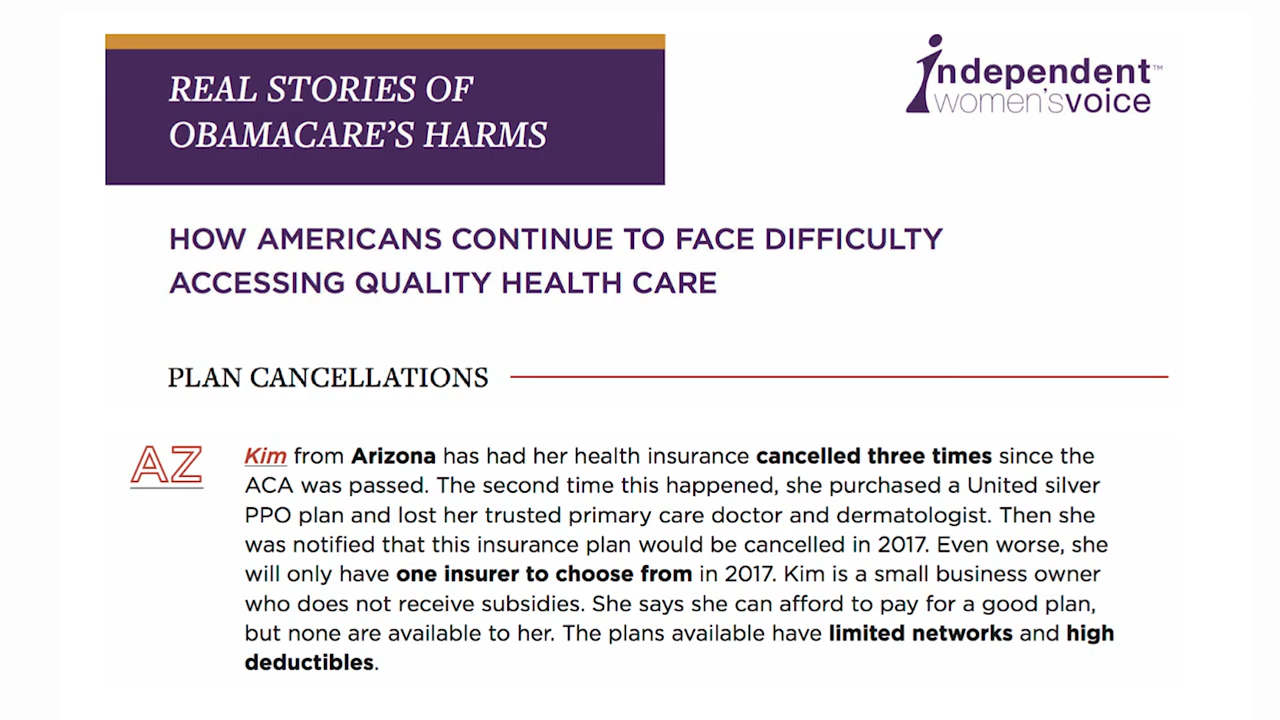 REAL STORIES OF
OBAMACARE'S HARMS
independent™
women'svoice
HOW AMERICANS CONTINUE TO FACE DIFFICULTY
ACCESSING QUALITY HEALTH CARE
PLAN CANCELLATIONS
AZ
Kim from Arizona has had her health insurance cancelled three times since the
ACA was passed. The second time this happened, she purchased a United silver
PPO plan and lost her trusted primary care doctor and dermatologist. Then she
was notified that this insurance plan would be cancelled in 2017. Even worse, she
will only have one insurer to choose from in 2017. Kim is a small business owner
who does not receive subsidies. She says she can afford to pay for a good plan,
but none are available to her. The plans available have limited networks and high
deductibles.